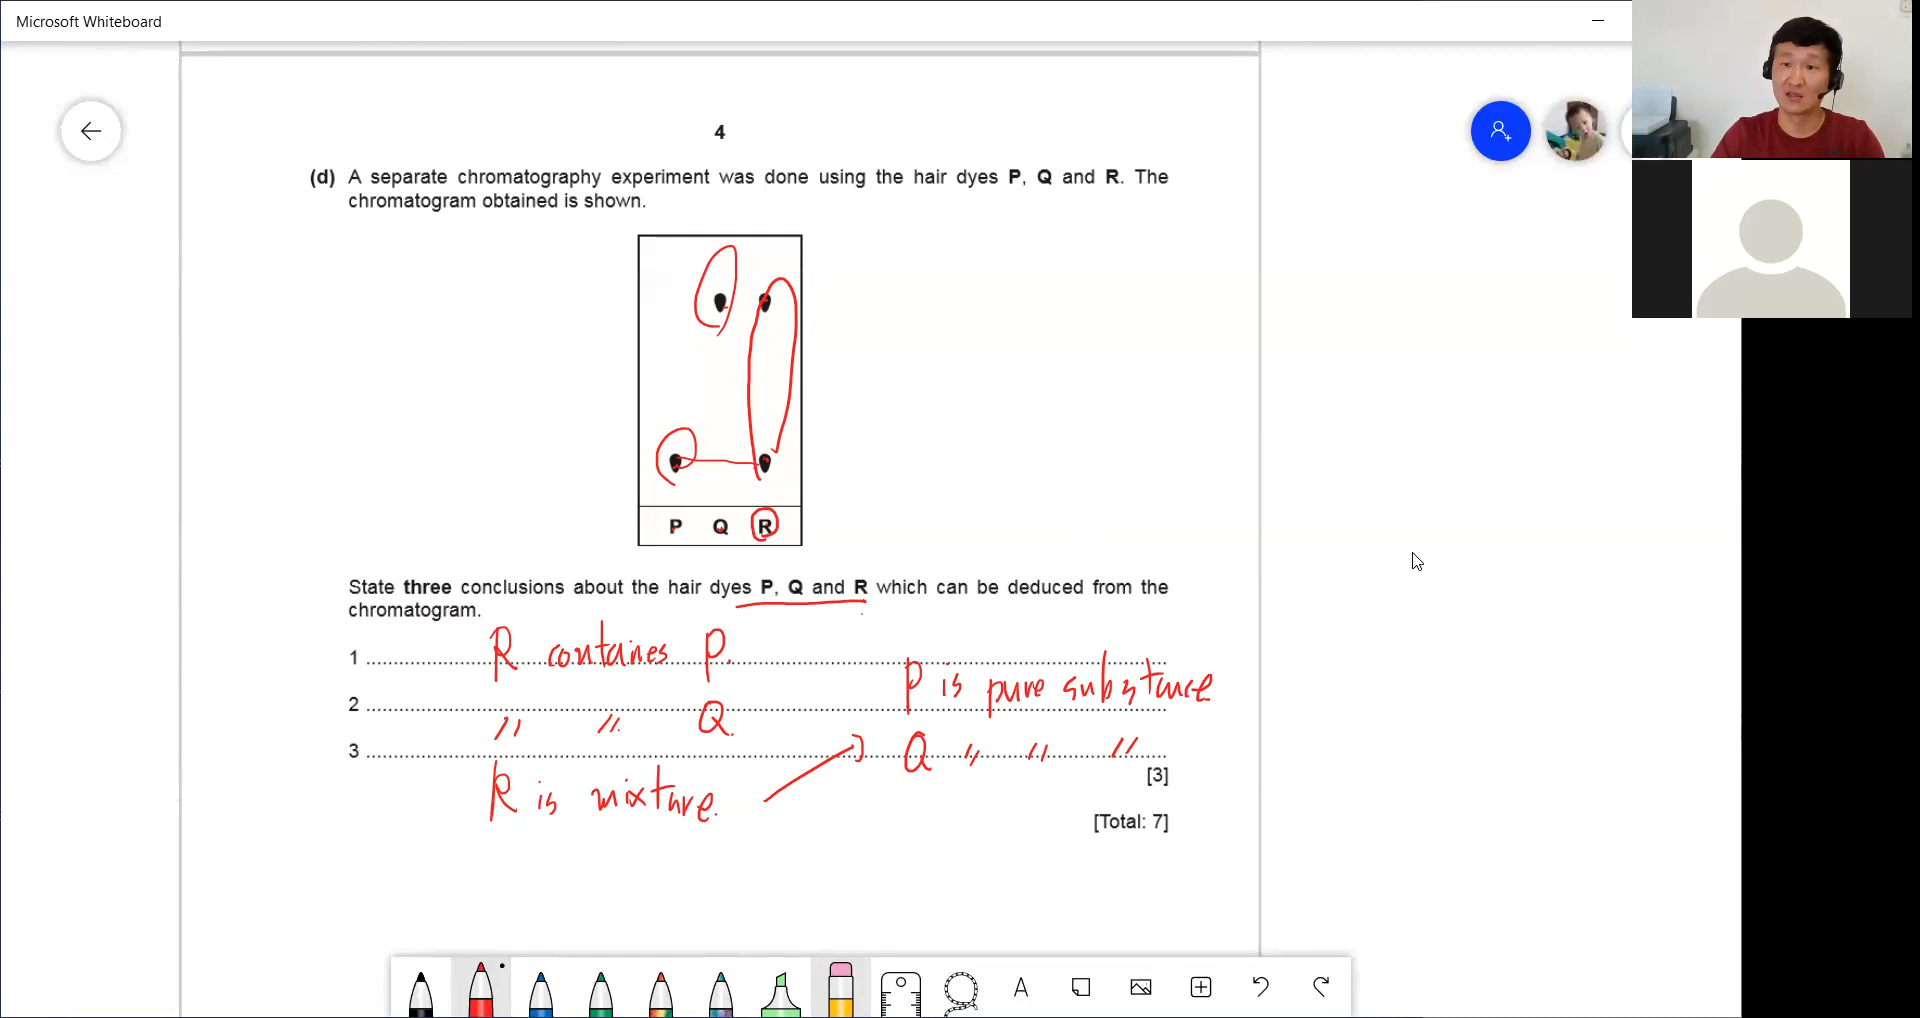 Microsoft Whiteboard
4
(d) A separate chromatography experiment was done using the hair dyes P, Q and R. The
chromatogram obtained is shown.
P Q R
State three conclusions about the hair dyes P, Q and R which can be deduced from the
chromatogram.
1 R containes P.
P is pure substance
2 〃 〃 Q.
3 Q 〃 〃 〃
[3]
R is mixture.
[Total: 7]